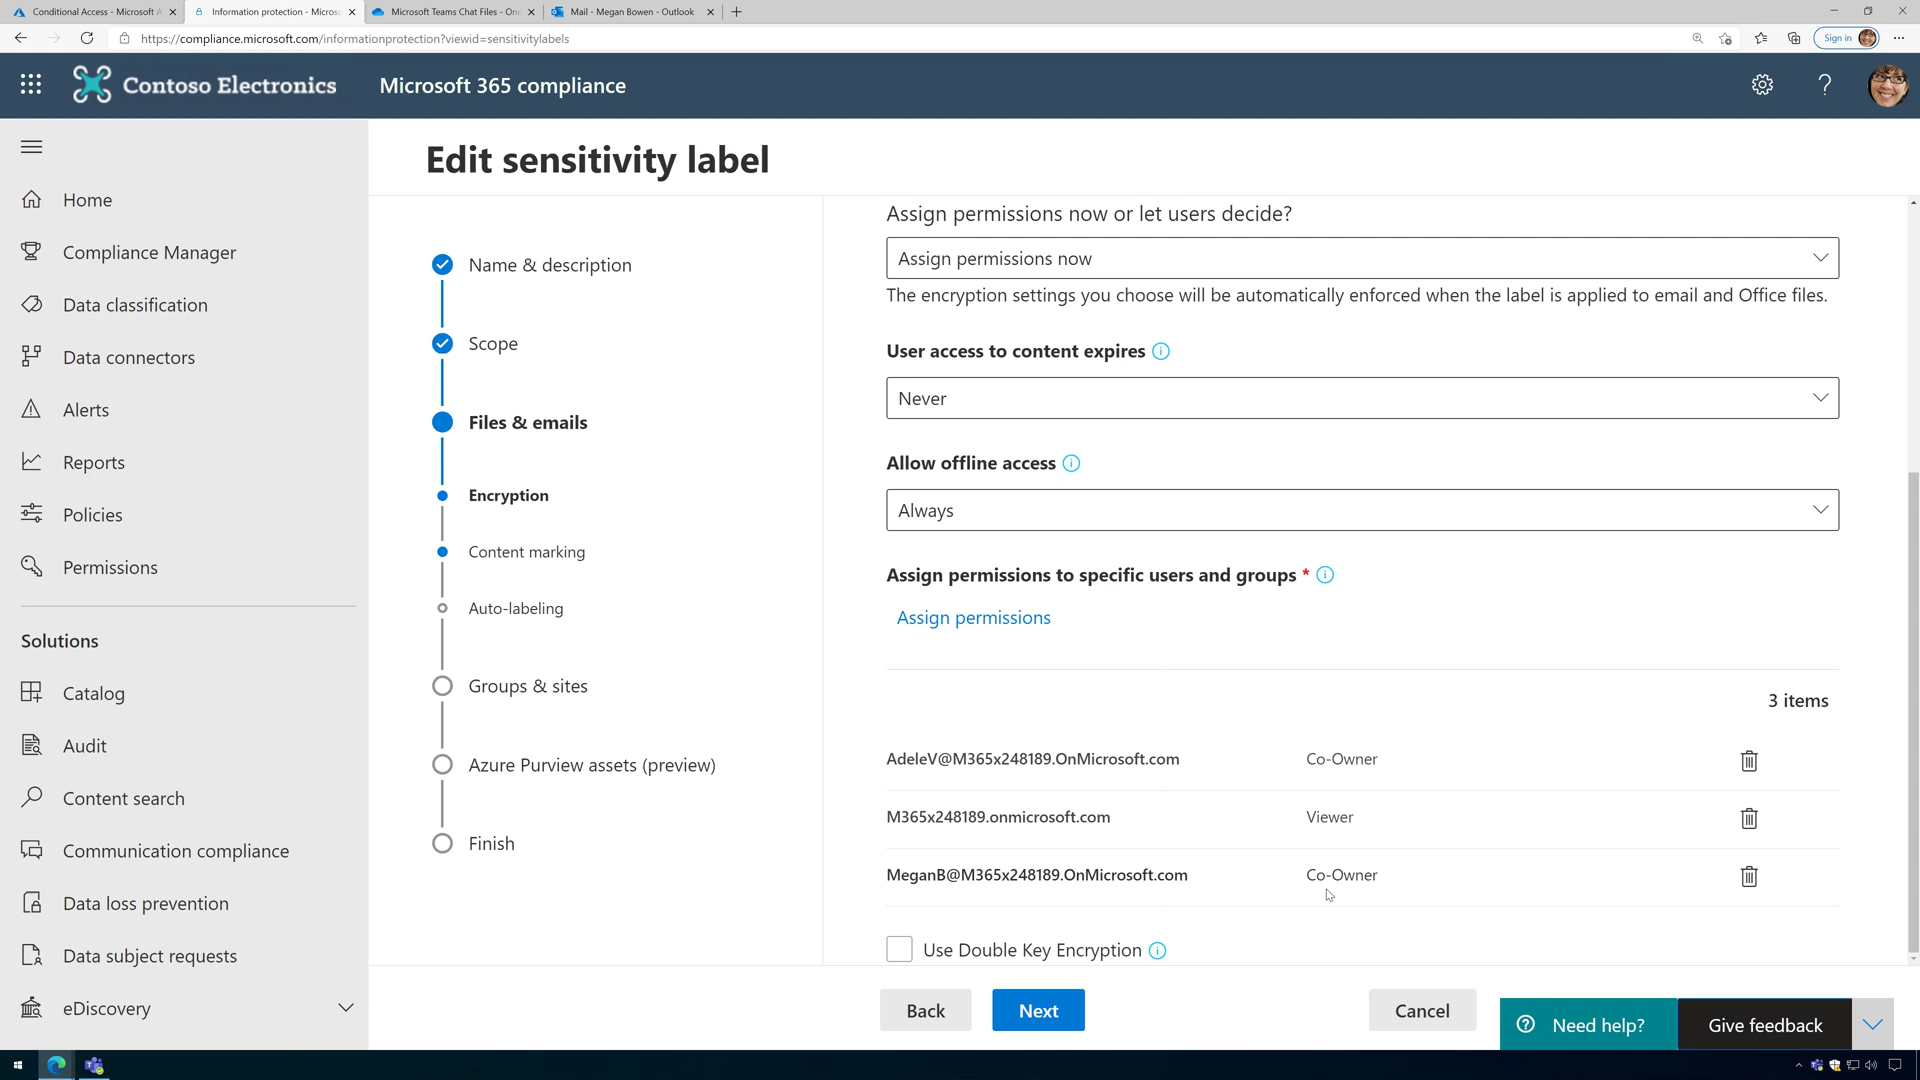 Conditional Access - Microsoft A
Information protection - Microso
Microsoft Teams Chat Files - One
Mail - Megan Bowen - Outlook
https://compliance.microsoft.com/informationprotection?viewid=sensitivitylabels
Sign in
Contoso Electronics
Microsoft 365 compliance
Home
Compliance Manager
Data classification
Data connectors
Alerts
Reports
Policies
Permissions
Solutions
Catalog
Audit
Content search
Communication compliance
Data loss prevention
Data subject requests
eDiscovery
Edit sensitivity label
Name & description
Scope
Files & emails
Encryption
Content marking
Auto-labeling
Groups & sites
Azure Purview assets (preview)
Finish
Assign permissions now or let users decide?
Assign permissions now
The encryption settings you choose will be automatically enforced when the label is applied to email and Office files.
User access to content expires
Never
Allow offline access
Always
Assign permissions to specific users and groups *
Assign permissions
3 items
AdeleV@M365x248189.OnMicrosoft.com Co-Owner
M365x248189.onmicrosoft.com Viewer
MeganB@M365x248189.OnMicrosoft.com Co-Owner
Use Double Key Encryption
Back
Next
Cancel
Need help?
Give feedback